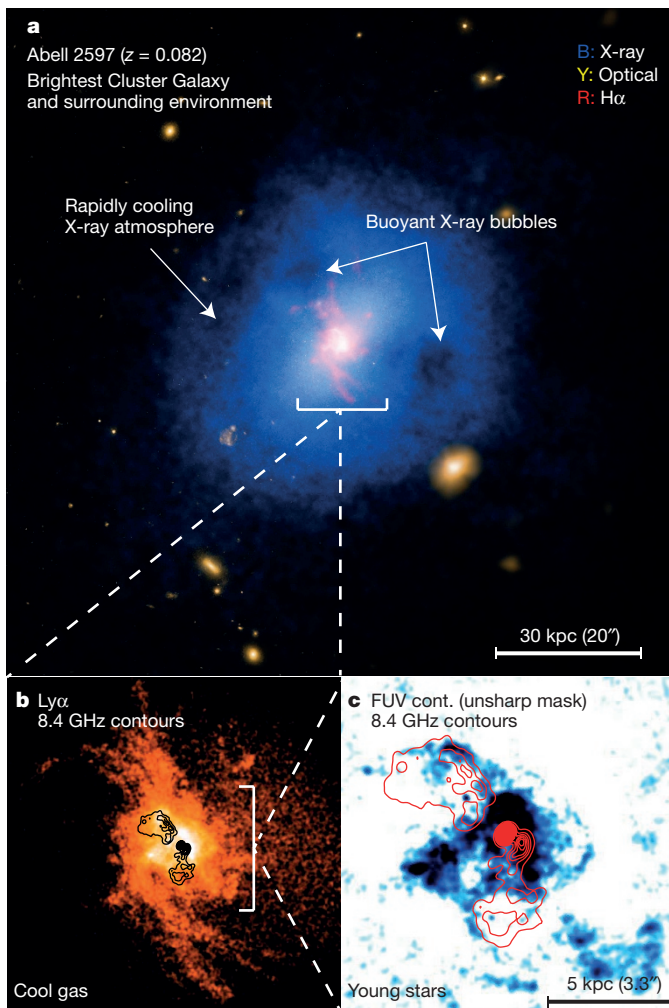 a
Abell 2597 (z = 0.082)
Brightest Cluster Galaxy
and surrounding environment
B: X-ray
Y: Optical
R: Hα
Rapidly cooling
X-ray atmosphere
Buoyant X-ray bubbles
30 kpc (20″)
b Lyα
8.4 GHz contours
Cool gas
c FUV cont. (unsharp mask)
8.4 GHz contours
Young stars
5 kpc (3.3″)